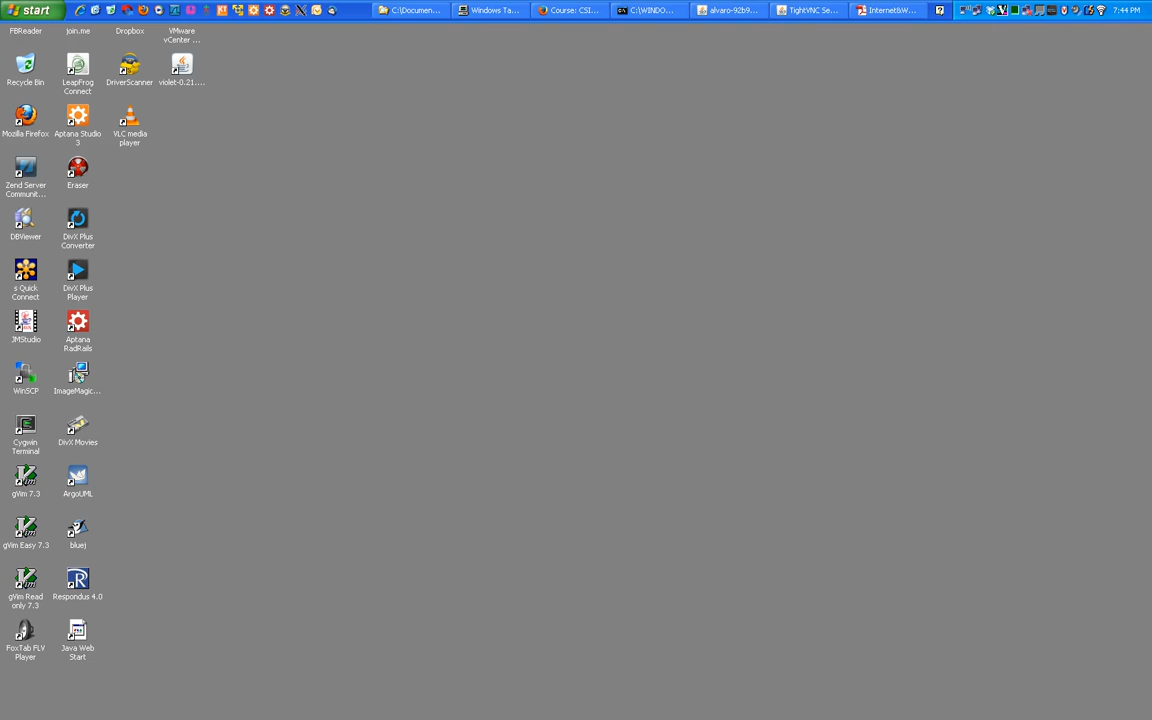 start
C:\Documen...
Windows Ta...
Course: CSI...
C:\WINDO...
alvaro-92b9...
TightVNC Se...
Internet&W...
7:44 PM
FBReader
join.me
Dropbox
VMware
vCenter ...
Recycle Bin
LeapFrog
Connect
DriverScanner
violet-0.21....
Mozilla Firefox
Aptana Studio
3
VLC media
player
Zend Server
Communit...
Eraser
DBViewer
DivX Plus
Converter
s Quick
Connect
DivX Plus
Player
JMStudio
Aptana
RadRails
WinSCP
ImageMagic...
Cygwin
Terminal
DivX Movies
gVim 7.3
ArgoUML
gVim Easy 7.3
bluej
gVim Read
only 7.3
Respondus 4.0
FoxTab FLV
Player
Java Web
Start